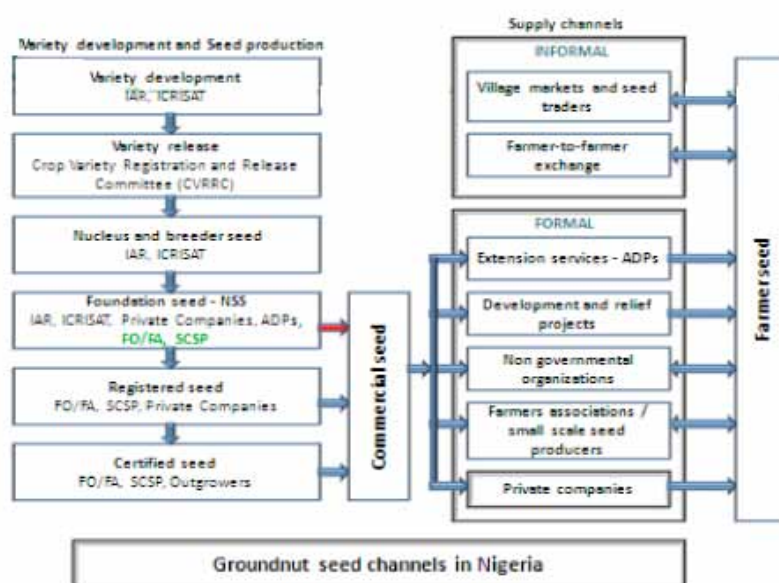 Variety development and Seed production
Variety development
IAR, ICRISAT
Variety release
Crop Variety Registration and Release
Committee (CVRRC)
Nucleus and breeder seed
IAR, ICRISAT
Foundation seed - NSS
IAR, ICRISAT, Private Companies, ADPs,
FO/FA, SCSP
Registered seed
FO/FA, SCSP, Private Companies
Certified seed
FO/FA, SCSP, Outgrowers
Commercial seed
Supply channels
INFORMAL
Village markets and seed
traders
Farmer-to-farmer
exchange
FORMAL
Extension services - ADPs
Development and relief
projects
Non governmental
organizations
Farmers associations /
small scale seed
producers
Private companies
Farmer seed
Groundnut seed channels in Nigeria